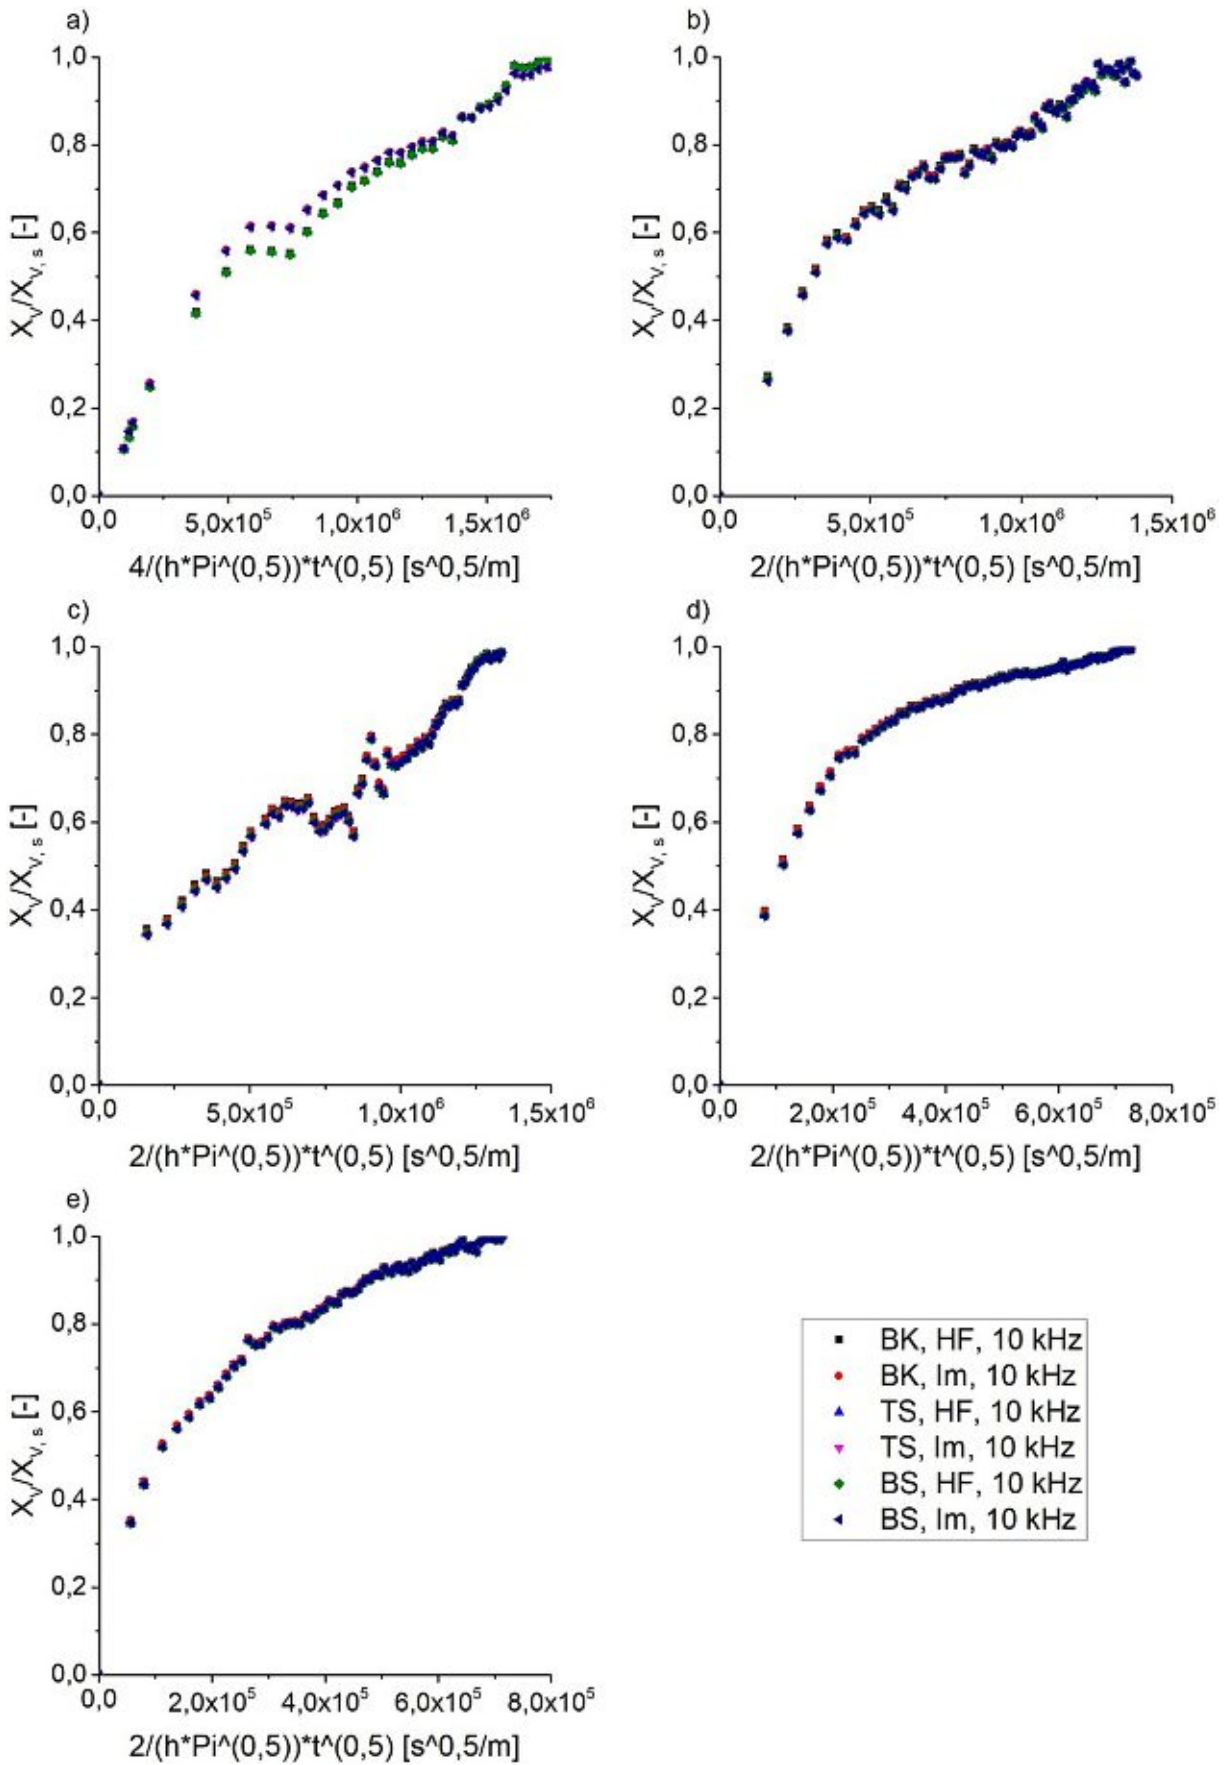 a)
1,0
0,8
0,6
0,4
0,2
0,0
X_V/X_{V, s} [-]
0,0 5,0x10^5 1,0x10^6 1,5x10^6
4/(h*Pi^(0,5))*t^(0,5) [s^0,5/m]
b)
1,0
0,8
0,6
0,4
0,2
0,0
X_V/X_{V, s} [-]
0,0 5,0x10^5 1,0x10^6 1,5x10^6
2/(h*Pi^(0,5))*t^(0,5) [s^0,5/m]
c)
1,0
0,8
0,6
0,4
0,2
0,0
X_V/X_{V, s} [-]
0,0 5,0x10^5 1,0x10^6 1,5x10^6
2/(h*Pi^(0,5))*t^(0,5) [s^0,5/m]
d)
1,0
0,8
0,6
0,4
0,2
0,0
X_V/X_{V, s} [-]
0,0 2,0x10^5 4,0x10^5 6,0x10^5 8,0x10^5
2/(h*Pi^(0,5))*t^(0,5) [s^0,5/m]
e)
1,0
0,8
0,6
0,4
0,2
0,0
X_V/X_{V, s} [-]
0,0 2,0x10^5 4,0x10^5 6,0x10^5 8,0x10^5
2/(h*Pi^(0,5))*t^(0,5) [s^0,5/m]
BK, HF, 10 kHz
BK, Im, 10 kHz
TS, HF, 10 kHz
TS, Im, 10 kHz
BS, HF, 10 kHz
BS, Im, 10 kHz